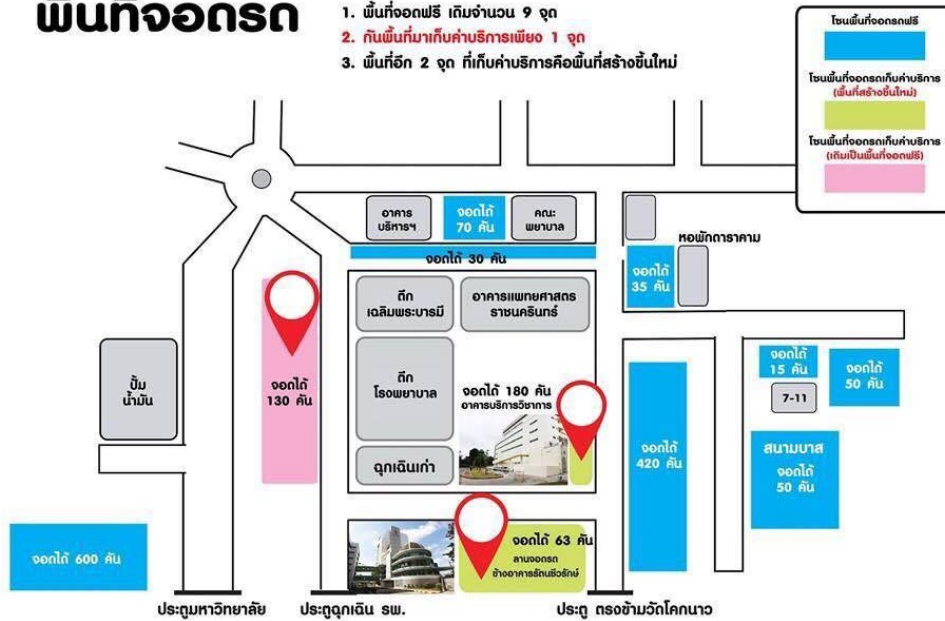 พื้นที่จอดรถ
1. พื้นที่จอดฟรี เดิมจำนวน 9 จุด
2. กันพื้นที่มาเก็บค่าบริการเพียง 1 จุด
3. พื้นที่อีก 2 จุด ที่เก็บค่าบริการคือพื้นที่สร้างขึ้นใหม่
โซนพื้นที่จอดรถฟรี
โซนพื้นที่จอดรถเก็บค่าบริการ
(พื้นที่สร้างขึ้นใหม่)
โซนพื้นที่จอดรถเก็บค่าบริการ
(เดิมเป็นพื้นที่จอดฟรี)
อาคาร
บริหารฯ
จอดได้
70 คัน
คณะ
พยาบาล
จอดได้ 30 คัน
หอพักดาราคาม
จอดได้
35 คัน
ตึก
เฉลิมพระบารมี
อาคารแพทยศาสตร
ราชนครินทร์
ปั้ม
น้ำมัน
จอดได้
130 คัน
ตึก
โรงพยาบาล
จอดได้ 180 คัน
อาคารบริการวิชาการ
จอดได้
15 คัน
จอดได้
50 คัน
7-11
ฉุกเฉินเก่า
จอดได้
420 คัน
สนามบาส
จอดได้
50 คัน
จอดได้ 600 คัน
จอดได้ 63 คัน
ลานจอดรถ
ข้างอาคารรัตนชีวรักษ์
ประตูมหาวิทยาลัย
ประตูฉุกเฉิน รพ.
ประตู ตรงข้ามวัดโคกนาว